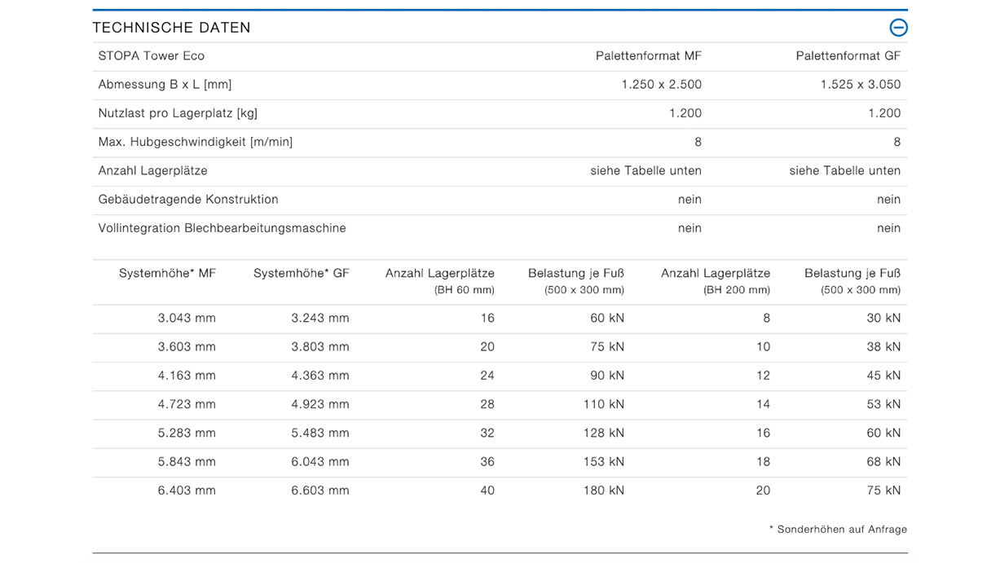 TECHNISCHE DATEN
STOPA Tower Eco Palettenformat MF Palettenformat GF
Abmessung B x L [mm] 1.250 x 2.500 1.525 x 3.050
Nutzlast pro Lagerplatz [kg] 1.200 1.200
Max. Hubgeschwindigkeit [m/min] 8 8
Anzahl Lagerplätze siehe Tabelle unten siehe Tabelle unten
Gebäudetragende Konstruktion nein nein
Vollintegration Blechbearbeitungsmaschine nein nein
Systemhöhe* MF Systemhöhe* GF Anzahl Lagerplätze Belastung je Fuß Anzahl Lagerplätze Belastung je Fuß
(BH 60 mm) (500 x 300 mm) (BH 200 mm) (500 x 300 mm)
3.043 mm 3.243 mm 16 60 kN 8 30 kN
3.603 mm 3.803 mm 20 75 kN 10 38 kN
4.163 mm 4.363 mm 24 90 kN 12 45 kN
4.723 mm 4.923 mm 28 110 kN 14 53 kN
5.283 mm 5.483 mm 32 128 kN 16 60 kN
5.843 mm 6.043 mm 36 153 kN 18 68 kN
6.403 mm 6.603 mm 40 180 kN 20 75 kN
* Sonderhöhen auf Anfrage